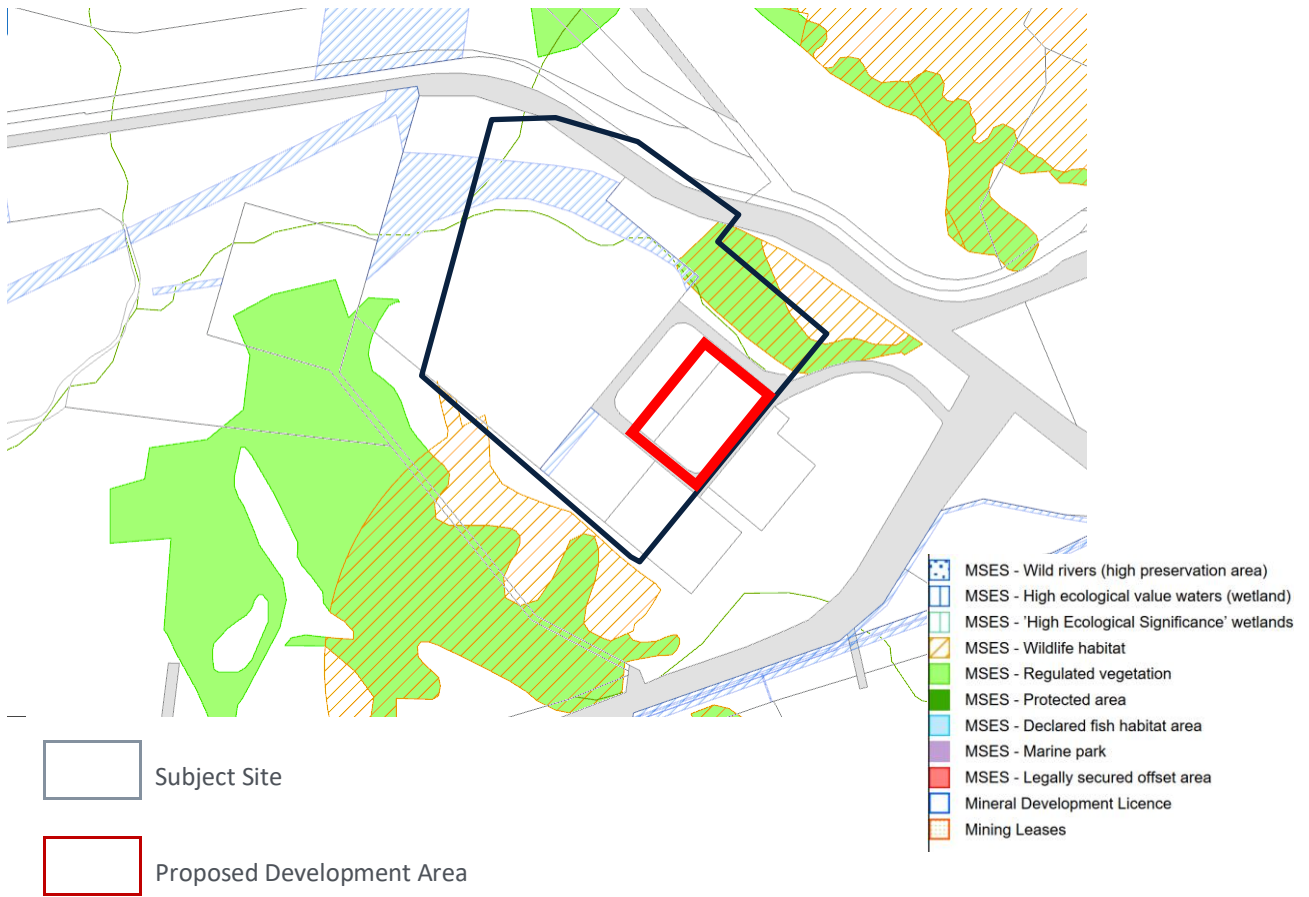 MSES - Wild rivers (high preservation area)
MSES - High ecological value waters (wetland)
MSES - 'High Ecological Significance' wetlands
MSES - Wildlife habitat
MSES - Regulated vegetation
MSES - Protected area
MSES - Declared fish habitat area
MSES - Marine park
MSES - Legally secured offset area
Mineral Development Licence
Mining Leases
Subject Site
Proposed Development Area